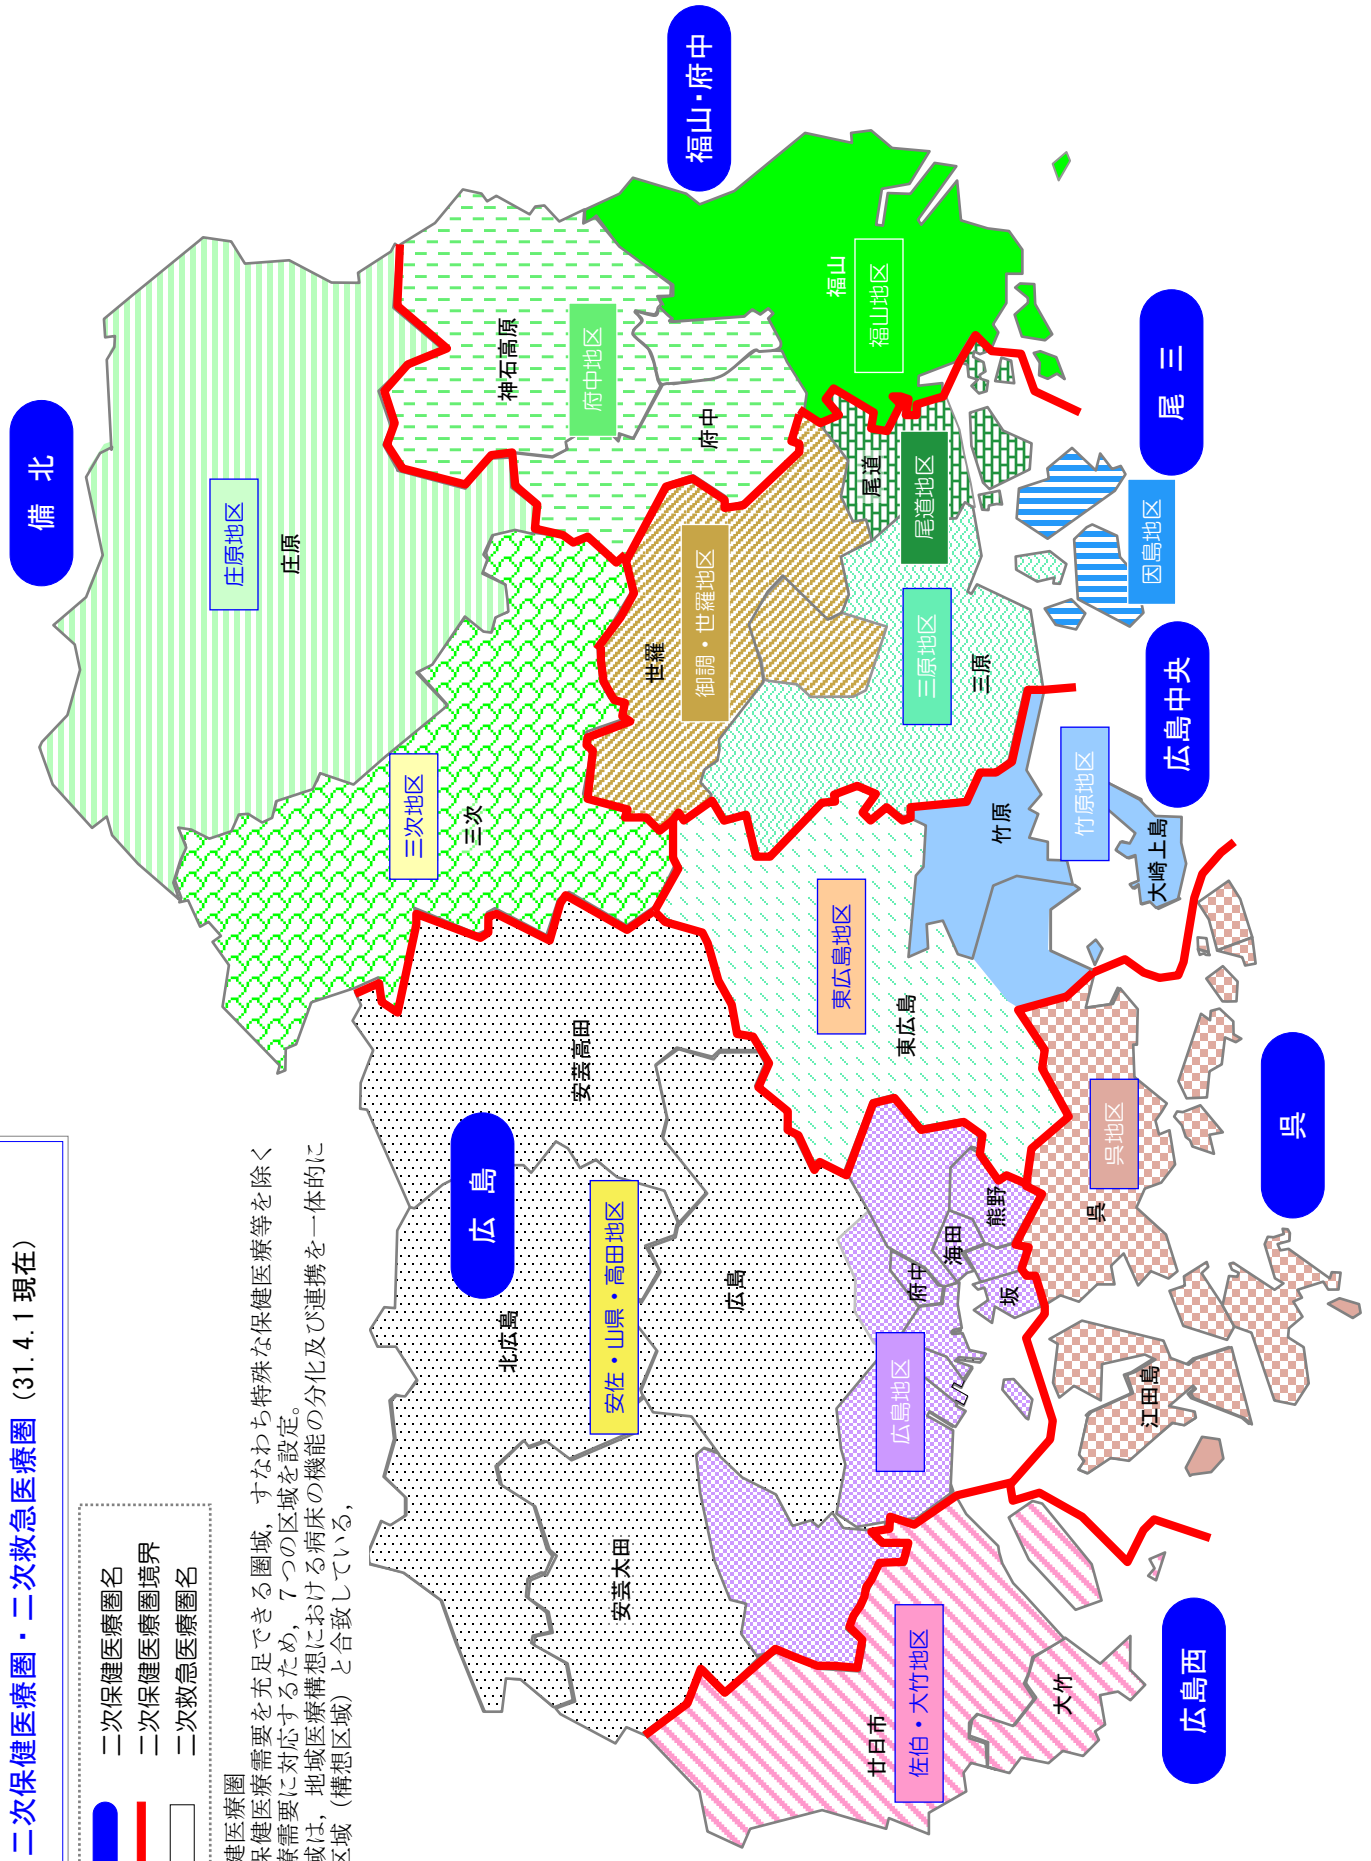 二次保健医療圏・二次救急医療圏（31.4.1 現在）
二次保健医療圏名
二次保健医療圏境界
二次救急医療圏名
健医療圏
保健医療需要を充足できる圏域，すなわち特殊な保健医療等を除く
療需要に対応するため，７つの区域を設定。
域は，地域医療構想における病床の機能の分化及び連携を一体的に
区域（構想区域）と合致している，
備 北
庄原地区
庄原
三次地区
三次
福山・府中
神石高原
府中地区
府中
福山
福山地区
尾 三
世羅
御調・世羅地区
尾道
尾道地区
因島地区
三原地区
三原
広島中央
東広島地区
東広島
竹原
竹原地区
大崎上島
広 島
安芸高田
北広島
安佐・山県・高田地区
広島
安芸太田
広島地区
府中
海田
熊野
坂
呉
呉地区
呉
江田島
広島西
廿日市
佐伯・大竹地区
大竹